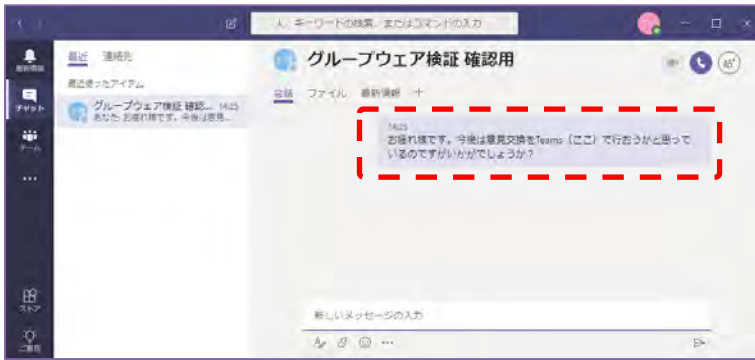 人、キーワードの検索、またはコマンドの入力
最新情報
チャット
チーム
ストア
最近 連絡先
最近使ったアイテム
グループウェア検証 確認... 16:23
あなた: お疲れ様です。今後は意見...
グループウェア検証 確認用
会話 ファイル 最新情報 +
16:23
お疲れ様です。今後は意見交換をTeams（ここ）で行おうかと思って
いるのですがいかがでしょうか？
新しいメッセージの入力